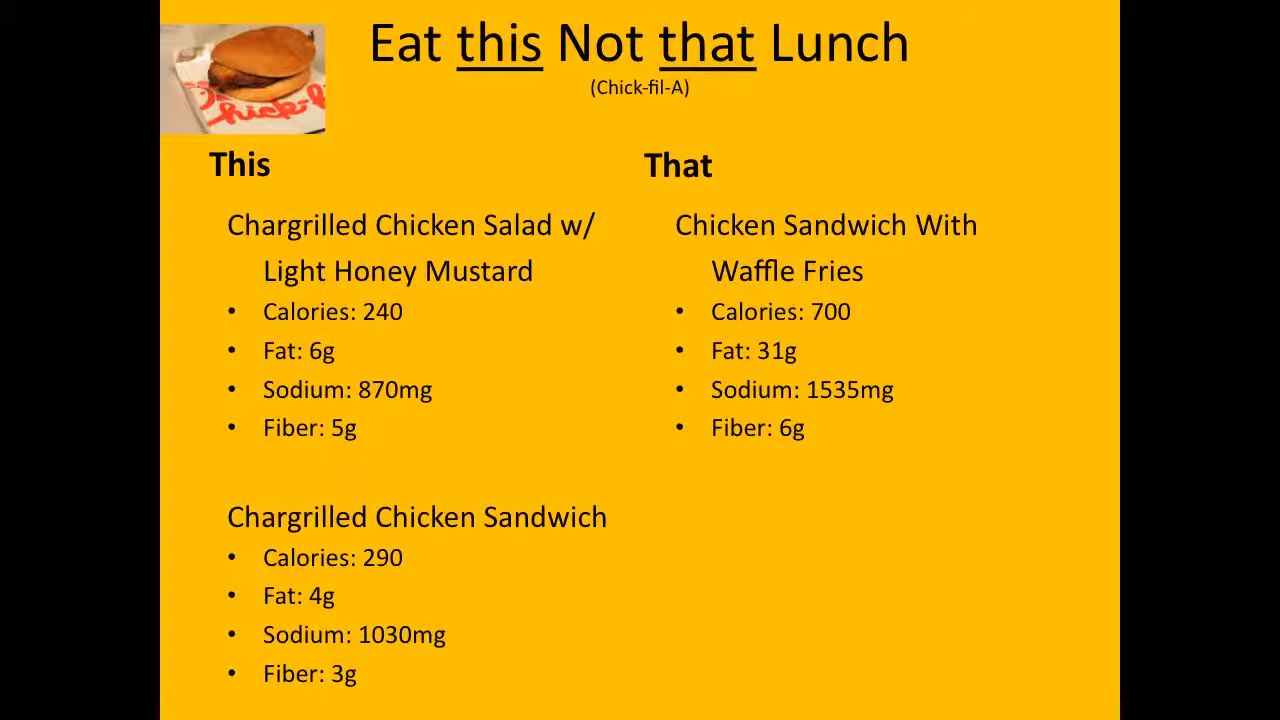 Eat this Not that Lunch
(Chick-fil-A)
This
Chargrilled Chicken Salad w/
Light Honey Mustard
• Calories: 240
• Fat: 6g
• Sodium: 870mg
• Fiber: 5g
Chargrilled Chicken Sandwich
• Calories: 290
• Fat: 4g
• Sodium: 1030mg
• Fiber: 3g
That
Chicken Sandwich With
Waffle Fries
• Calories: 700
• Fat: 31g
• Sodium: 1535mg
• Fiber: 6g